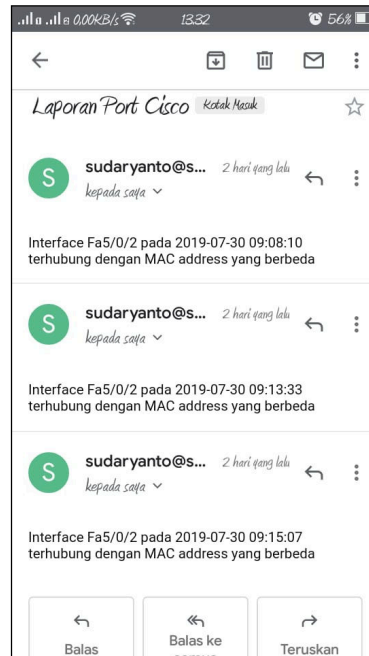 0,00KB/s 13.32 56%
Laporan Port Cisco Kotak Masuk
S sudaryanto@s... 2 hari yang lalu
kepada saya
Interface Fa5/0/2 pada 2019-07-30 09:08:10
terhubung dengan MAC address yang berbeda
S sudaryanto@s... 2 hari yang lalu
kepada saya
Interface Fa5/0/2 pada 2019-07-30 09:13:33
terhubung dengan MAC address yang berbeda
S sudaryanto@s... 2 hari yang lalu
kepada saya
Interface Fa5/0/2 pada 2019-07-30 09:15:07
terhubung dengan MAC address yang berbeda
Balas Balas ke Teruskan